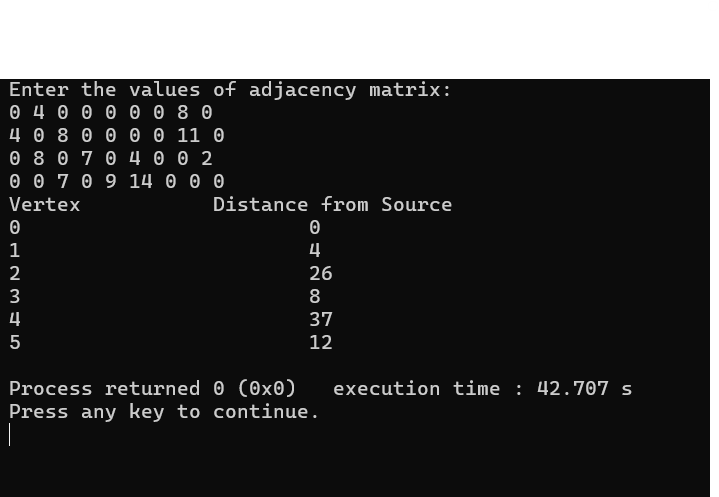 Enter the values of adjacency matrix:
0 4 0 0 0 0 0 8 0
4 0 8 0 0 0 0 11 0
0 8 0 7 0 4 0 0 2
0 0 7 0 9 14 0 0 0
Vertex Distance from Source
0 0
1 4
2 26
3 8
4 37
5 12
Process returned 0 (0x0) execution time : 42.707 s
Press any key to continue.